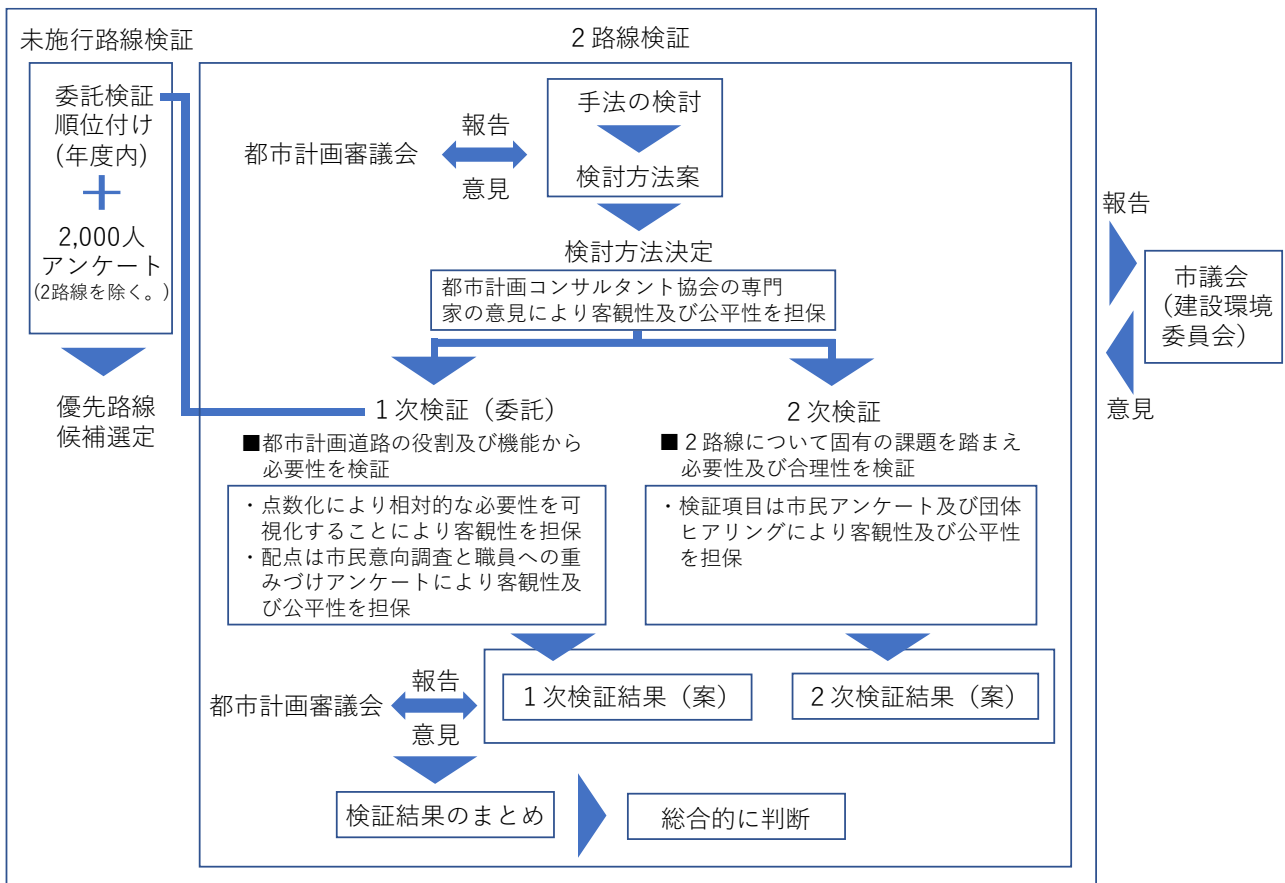 未施行路線検証
委託検証
順位付け
(年度内)
+
2,000人
アンケート
(2路線を除く。)
優先路線
候補選定
2路線検証
手法の検討
検討方法案
都市計画審議会
報告
意見
検討方法決定
都市計画コンサルタント協会の専門
家の意見により客観性及び公平性を担保
1次検証（委託）
■都市計画道路の役割及び機能から
必要性を検証
・点数化により相対的な必要性を可
視化することにより客観性を担保
・配点は市民意向調査と職員への重
みづけアンケートにより客観性及
び公平性を担保
2次検証
■2路線について固有の課題を踏まえ
必要性及び合理性を検証
・検証項目は市民アンケート及び団体
ヒアリングにより客観性及び公平性
を担保
1次検証結果（案）
2次検証結果（案）
都市計画審議会
報告
意見
検証結果のまとめ
総合的に判断
報告
市議会
（建設環境
委員会）
意見